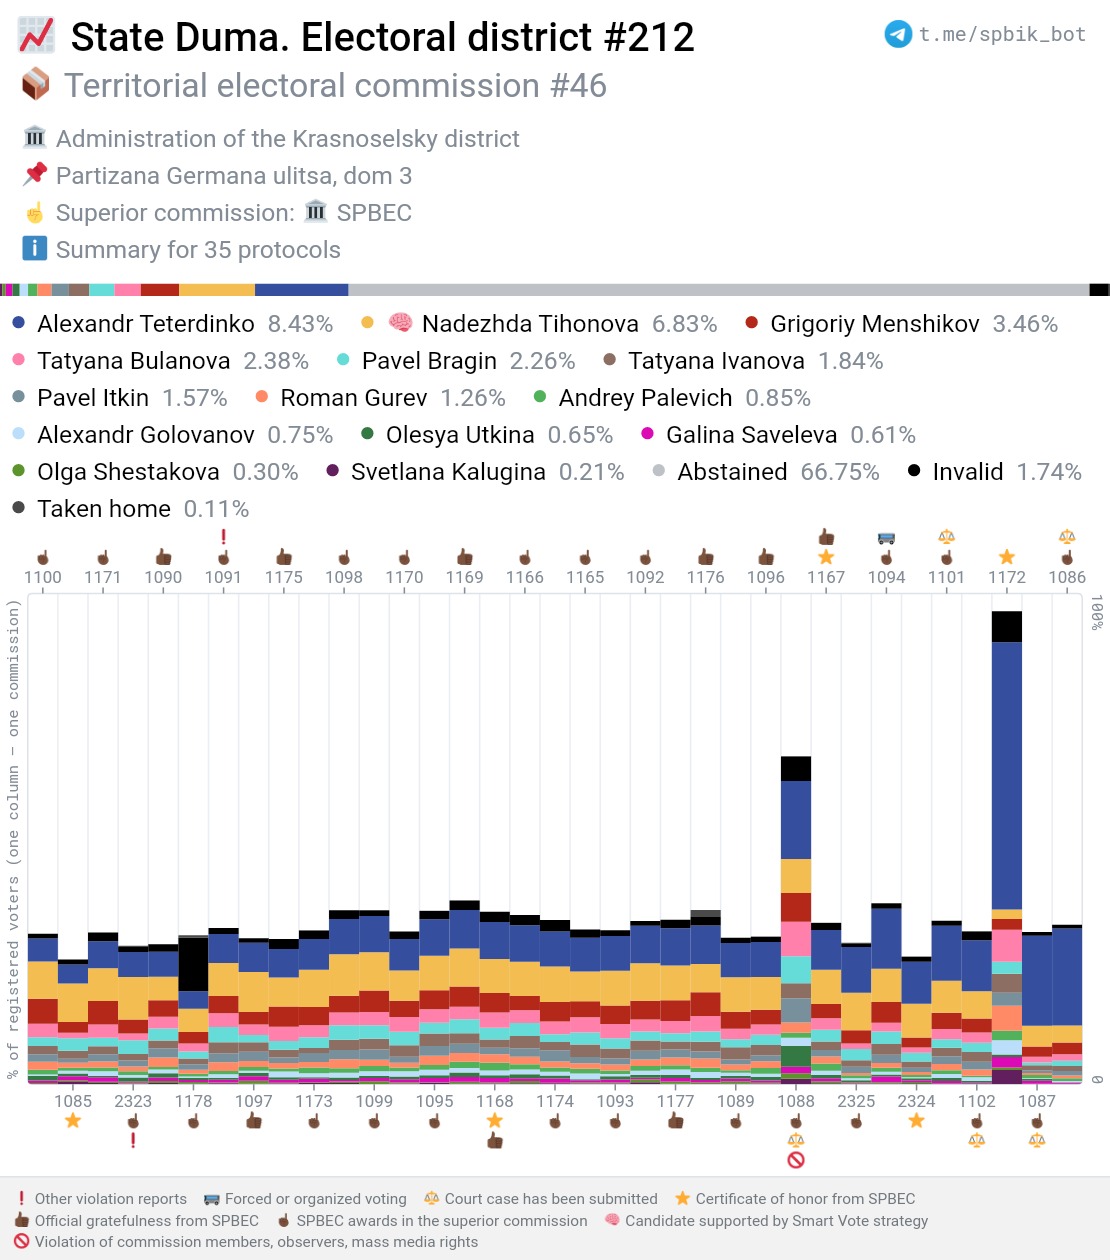 State Duma. Electoral district #212
t.me/spbik_bot
Territorial electoral commission #46
Administration of the Krasnoselsky district
Partizana Germana ulitsa, dom 3
Superior commission: SPBEC
Summary for 35 protocols
Alexandr Teterdinko 8.43% Nadezhda Tihonova 6.83% Grigoriy Menshikov 3.46%
Tatyana Bulanova 2.38% Pavel Bragin 2.26% Tatyana Ivanova 1.84%
Pavel Itkin 1.57% Roman Gurev 1.26% Andrey Palevich 0.85%
Alexandr Golovanov 0.75% Olesya Utkina 0.65% Galina Saveleva 0.61%
Olga Shestakova 0.30% Svetlana Kalugina 0.21% Abstained 66.75% Invalid 1.74%
Taken home 0.11%
1100 1171 1090 1091 1175 1098 1170 1169 1166 1165 1092 1176 1096 1167 1094 1101 1172 1086
% of registered voters (one column – one commission)
100%
0
1085 2323 1178 1097 1173 1099 1095 1168 1174 1093 1177 1089 1088 2325 2324 1102 1087
Other violation reports Forced or organized voting Court case has been submitted Certificate of honor from SPBEC
Official gratefulness from SPBEC SPBEC awards in the superior commission Candidate supported by Smart Vote strategy
Violation of commission members, observers, mass media rights